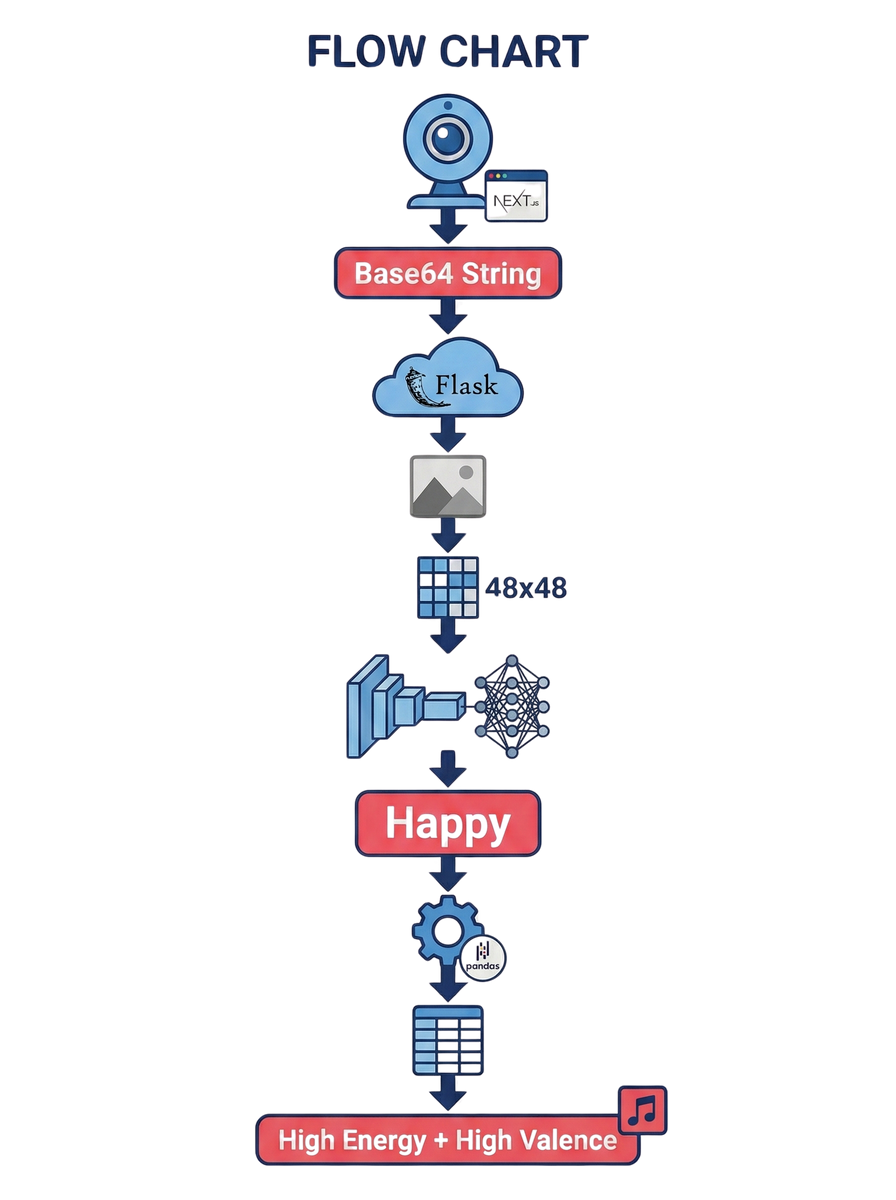 FLOW CHART
NEXT.JS
Base64 String
Flask
48x48
Happy
pandas
High Energy + High Valence